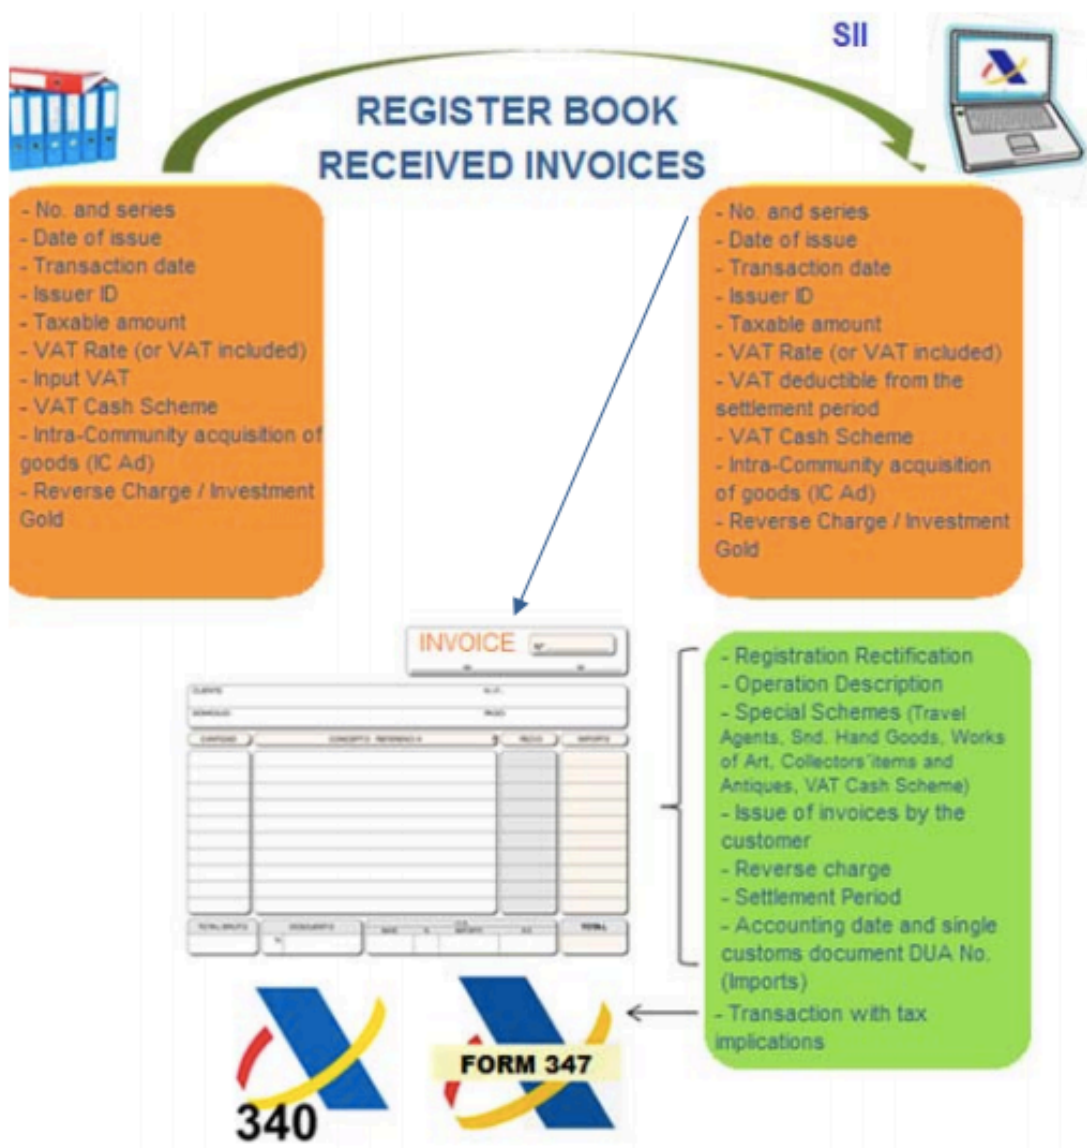 SII
REGISTER BOOK
RECEIVED INVOICES
- No. and series
- Date of issue
- Transaction date
- Issuer ID
- Taxable amount
- VAT Rate (or VAT included)
- Input VAT
- VAT Cash Scheme
- Intra-Community acquisition of
goods (IC Ad)
- Reverse Charge / Investment
Gold
- No. and series
- Date of issue
- Transaction date
- Issuer ID
- Taxable amount
- VAT Rate (or VAT included)
- VAT deductible from the
settlement period
- VAT Cash Scheme
- Intra-Community acquisition
of goods (IC Ad)
- Reverse Charge / Investment
Gold
INVOICE
TOTAL
- Registration Rectification
- Operation Description
- Special Schemes (Travel
Agents, Snd. Hand Goods, Works
of Art, Collectors'items and
Antiques, VAT Cash Scheme)
- Issue of invoices by the
customer
- Reverse charge
- Settlement Period
- Accounting date and single
customs document DUA No.
(Imports)
- Transaction with tax
implications
340
FORM 347